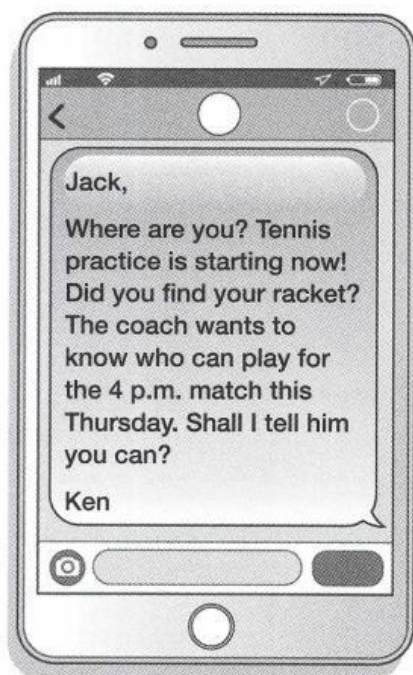 Jack,
Where are you? Tennis
practice is starting now!
Did you find your racket?
The coach wants to
know who can play for
the 4 p.m. match this
Thursday. Shall I tell him
you can?
Ken